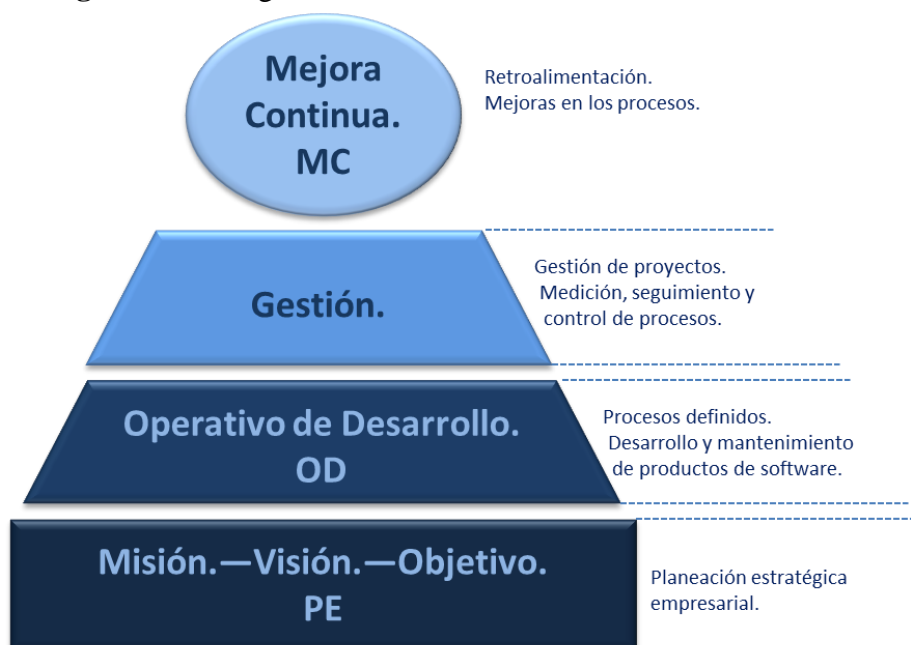 Mejora
Continua.
MC
Retroalimentación.
Mejoras en los procesos.
Gestión.
Gestión de proyectos.
Medición, seguimiento y
control de procesos.
Operativo de Desarrollo.
OD
Procesos definidos.
Desarrollo y mantenimiento
de productos de software.
Misión.—Visión.—Objetivo.
PE
Planeación estratégica
empresarial.